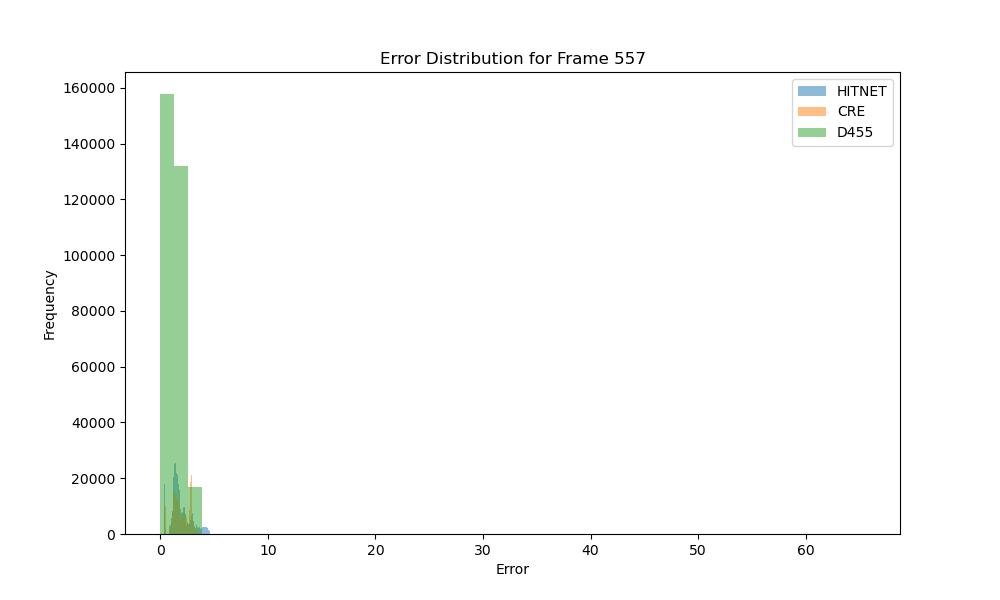 Error Distribution for Frame 557
HITNET
CRE
D455
160000
140000
120000
100000
80000
60000
40000
20000
0
Frequency
0 10 20 30 40 50 60
Error